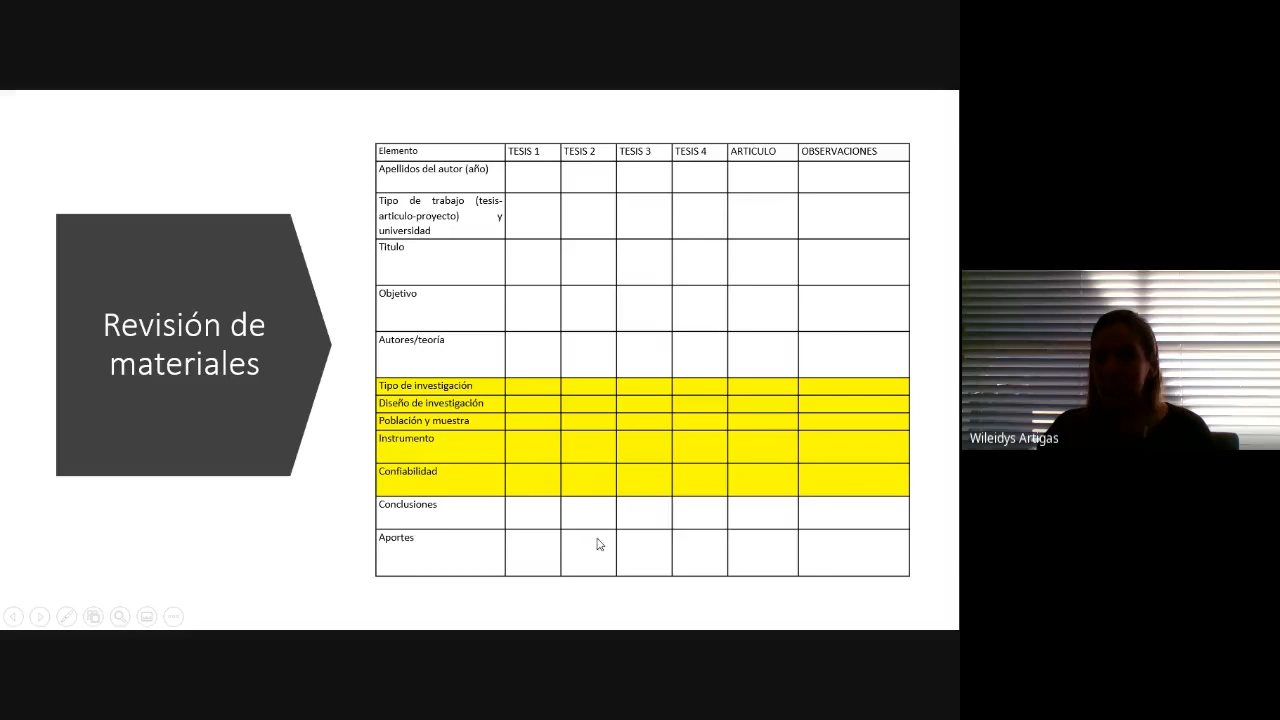 Revisión de
materiales
Elemento TESIS 1 TESIS 2 TESIS 3 TESIS 4 ARTICULO OBSERVACIONES
Apellidos del autor (año)
Tipo de trabajo (tesis-
articulo-proyecto) y
universidad
Titulo
Objetivo
Autores/teoría
Tipo de investigación
Diseño de investigación
Población y muestra
Instrumento
Confiabilidad
Conclusiones
Aportes
Wileidys Artigas